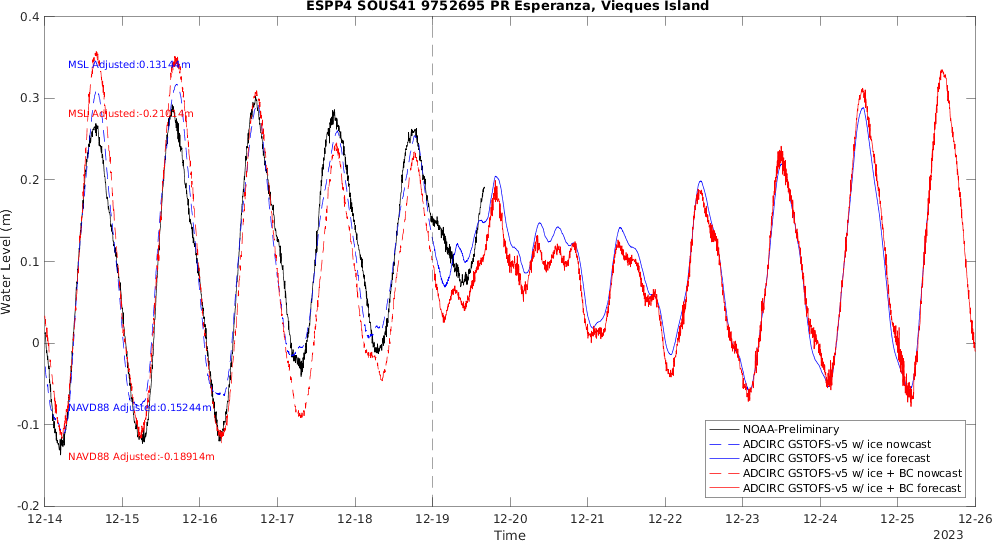 ESPP4 SOUS41 9752695 PR Esperanza, Vieques Island
Water Level (m)
0.4
0.3
0.2
0.1
0
-0.1
-0.2
MSL Adjusted:0.13144m
MSL Adjusted:-0.21014m
NAVD88 Adjusted:0.15244m
NAVD88 Adjusted:-0.18914m
NOAA-Preliminary
ADCIRC GSTOFS-v5 w/ ice nowcast
ADCIRC GSTOFS-v5 w/ ice forecast
ADCIRC GSTOFS-v5 w/ ice + BC nowcast
ADCIRC GSTOFS-v5 w/ ice + BC forecast
12-14 12-15 12-16 12-17 12-18 12-19 12-20 12-21 12-22 12-23 12-24 12-25 12-26
Time
2023